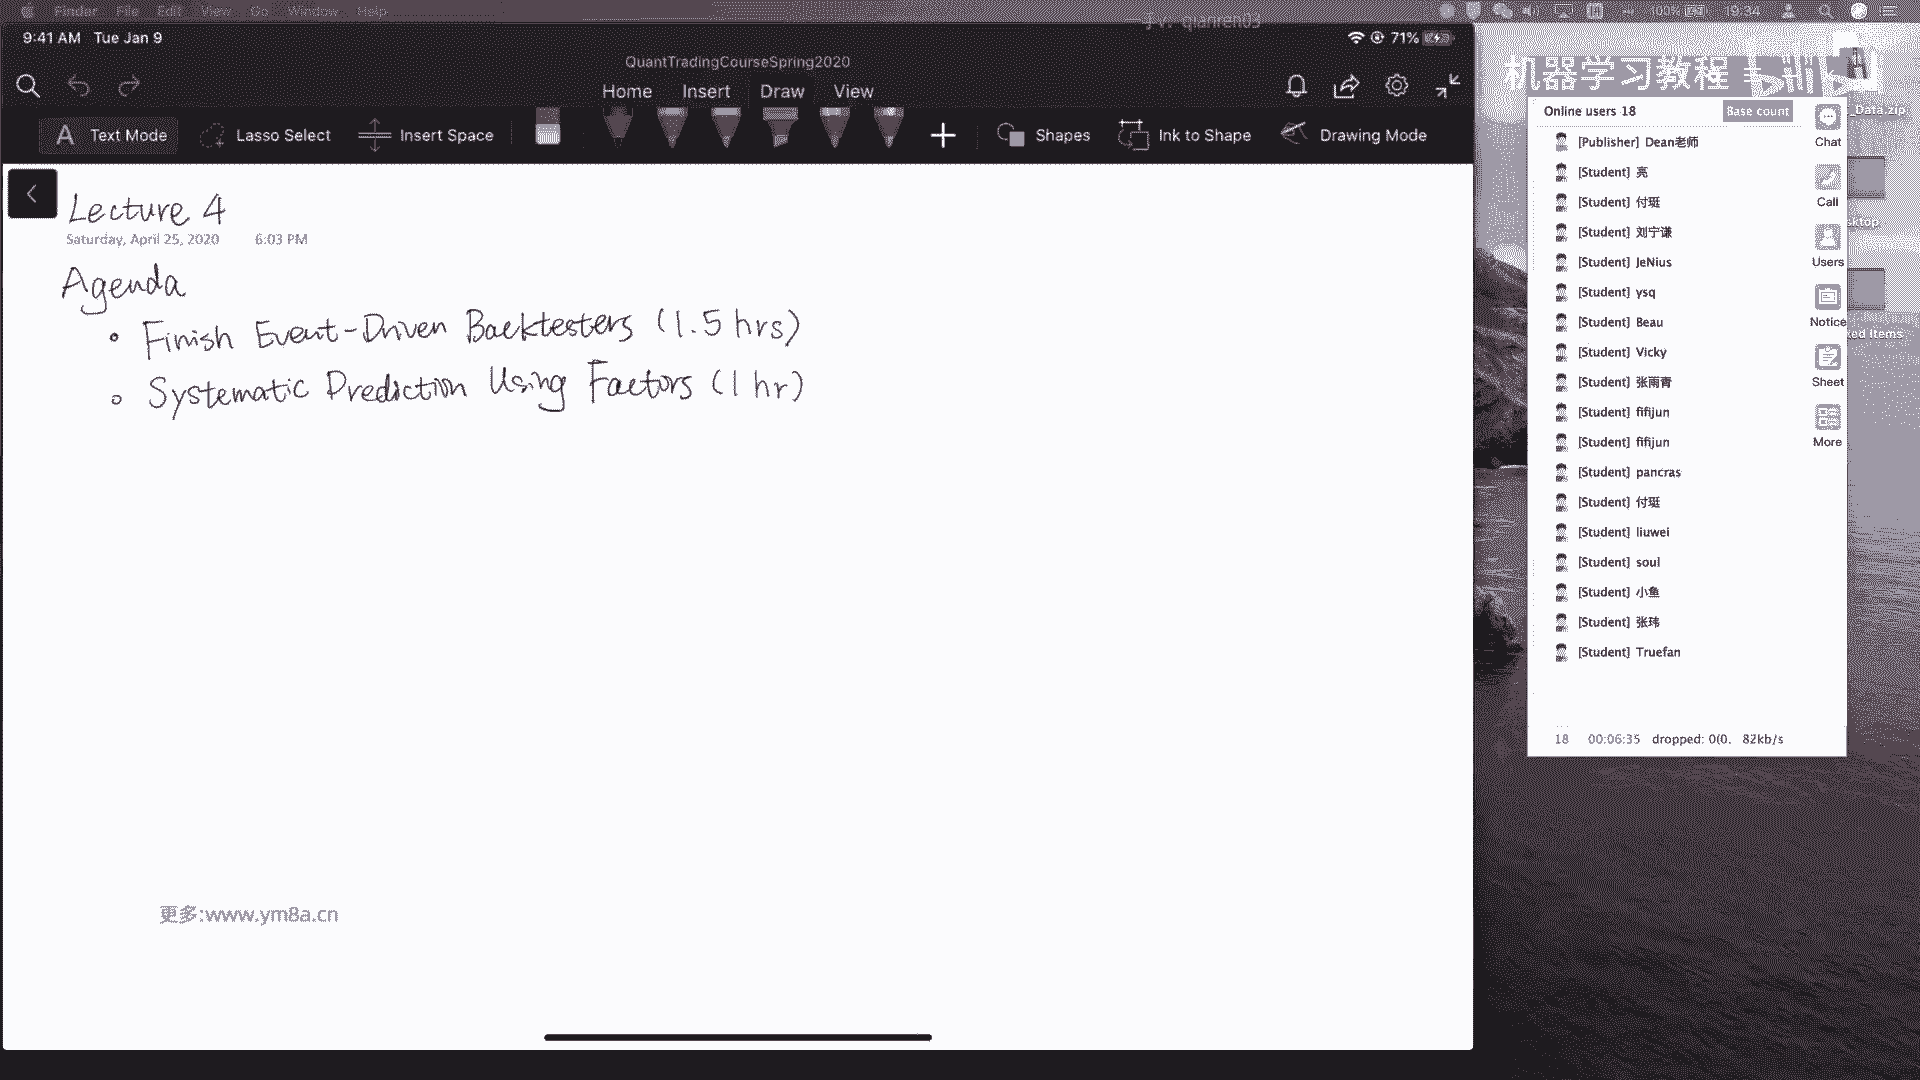 Finder File Edit View Go Window Help
100% 19:34
qianren03
9:41 AM Tue Jan 9
71%
QuantTradingCourseSpring2020
Home Insert Draw View
Text Mode Lasso Select Insert Space Shapes Ink to Shape Drawing Mode
Lecture 4
Saturday, April 25, 2020 6:03 PM
Agenda
Finish Event-Driven Backtesters (1.5 hrs)
Systematic Prediction Using Factors (1 hr)
更多:www.ym8a.cn
机器学习教程 bilibili
_Data.zip
Online users 18 Base count
[Publisher] Dean老师
[Student] 亮
[Student] 付珽
[Student] 刘宁谦
[Student] JeNius
[Student] ysq
[Student] Beau
[Student] Vicky
[Student] 张雨青
[Student] fifijun
[Student] fifijun
[Student] pancras
[Student] 付珽
[Student] liuwei
[Student] soul
[Student] 小鱼
[Student] 张玮
[Student] Truefan
18 00:06:35 dropped: 0(0. 82kb/s
Chat
Call
Users
Notice
Sheet
More
ktop
ked items